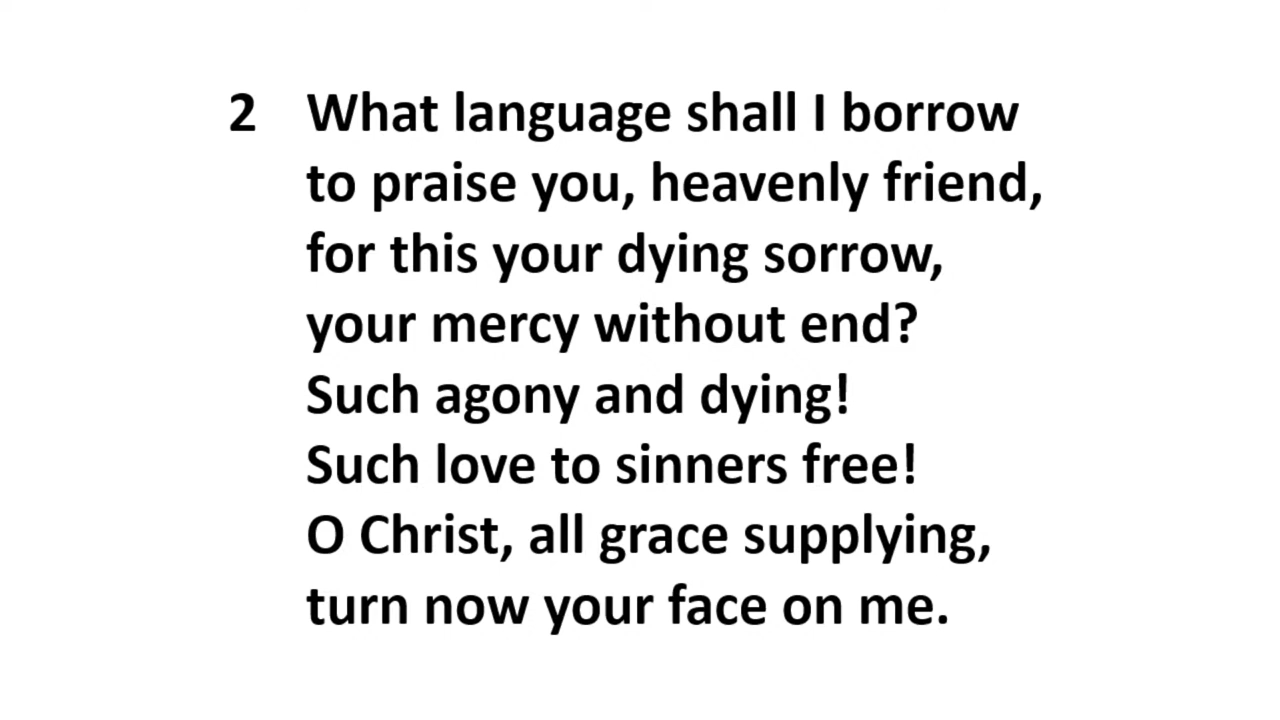 2 What language shall I borrow
to praise you, heavenly friend,
for this your dying sorrow,
your mercy without end?
Such agony and dying!
Such love to sinners free!
O Christ, all grace supplying,
turn now your face on me.